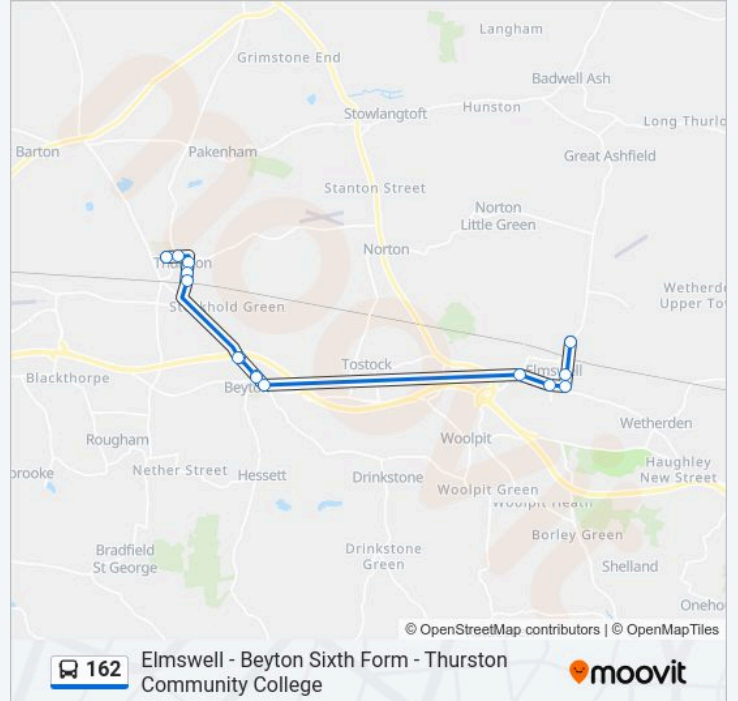 Langham
Grimstone End
Badwell Ash
Stowlangtoft
Hunston
Long Thurlo
Barton
Pakenham
Great Ashfield
Stanton Street
Norton
Little Green
Norton
Thurston
Wetherde
Upper Tow
Stockhold Green
Tostock
Elmswell
Blackthorpe
Beyton
Rougham
Woolpit
Wetherden
brooke
Nether Street
Hessett
Drinkstone
Haughley
New Street
Woolpit Green
Woolpit Heath
Borley Green
Bradfield
St George
Drinkstone
Green
Shelland
Onehou
© OpenStreetMap contributors | © OpenMapTiles
162
Elmswell - Beyton Sixth Form - Thurston
Community College
moovit